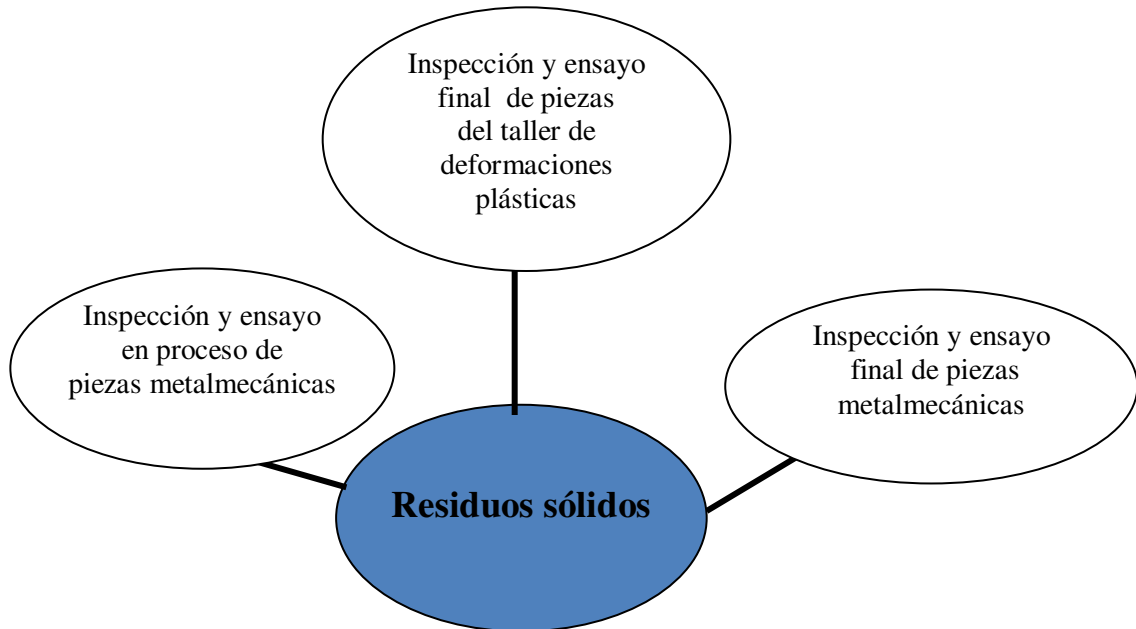 Inspección y ensayo
final de piezas
del taller de
deformaciones
plásticas
Inspección y ensayo
en proceso de
piezas metalmecánicas
Inspección y ensayo
final de piezas
metalmecánicas
Residuos sólidos